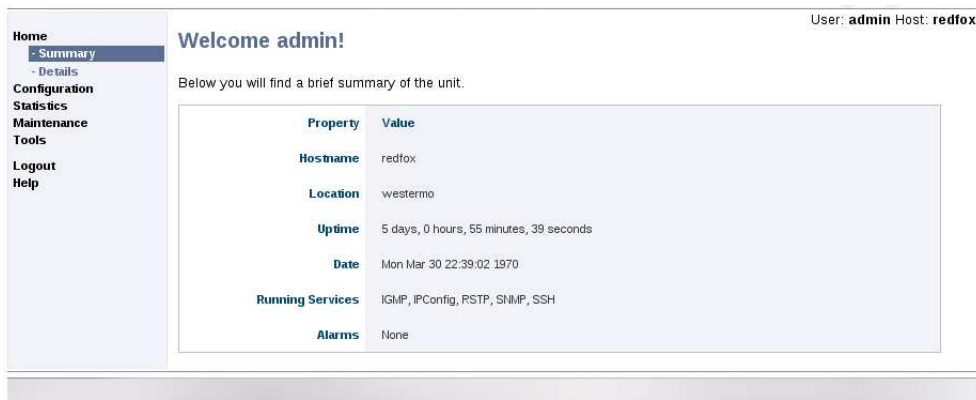 User: admin Host: redfox
Home
- Summary
- Details
Configuration
Statistics
Maintenance
Tools
Logout
Help
Welcome admin!
Below you will find a brief summary of the unit.
Property Value
Hostname redfox
Location westermo
Uptime 5 days, 0 hours, 55 minutes, 39 seconds
Date Mon Mar 30 22:39:02 1970
Running Services IGMP, IPConfig, RSTP, SNMP, SSH
Alarms None